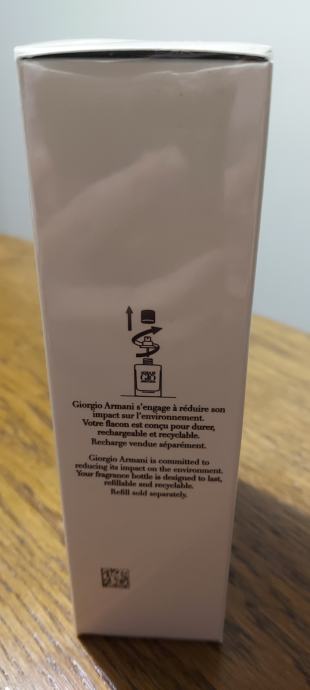 ACQUA
GIÒ
Giorgio Armani s'engage à réduire son
impact sur l'environnement.
Votre flacon est conçu pour durer,
rechargeable et recyclable.
Recharge vendue séparément.
Giorgio Armani is committed to
reducing its impact on the environment.
Your fragrance bottle is designed to last,
refillable and recyclable.
Refill sold separately.